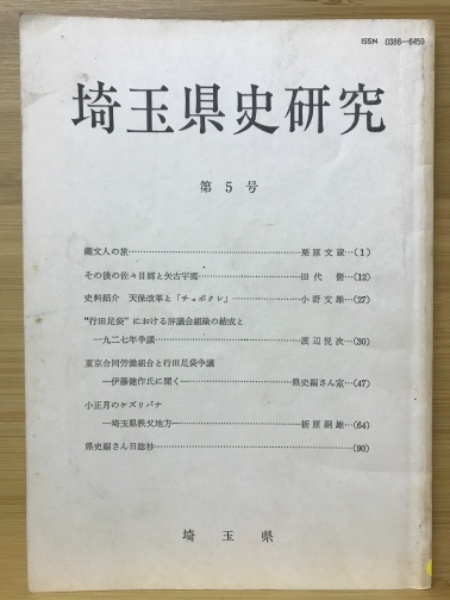 ISSN 0386—6459
埼玉県史研究
第5号
縄文人の旅……栗原文蔵…(1)
その後の佐々目郷と矢古宇郷……田代 脩…(12)
史料紹介 天保改革と「チョボクレ」……小野文雄…(27)
“行田足袋”における評議会組織の結成と
一九二七年争議……渡辺悦次…(30)
東京合同労働組合と行田足袋争議
—伊藤健作氏に聞く—……県史編さん室…(47)
小正月のケズリバナ
—埼玉県秩父地方—……栃原嗣雄…(64)
県史編さん日誌抄……(90)
埼玉県